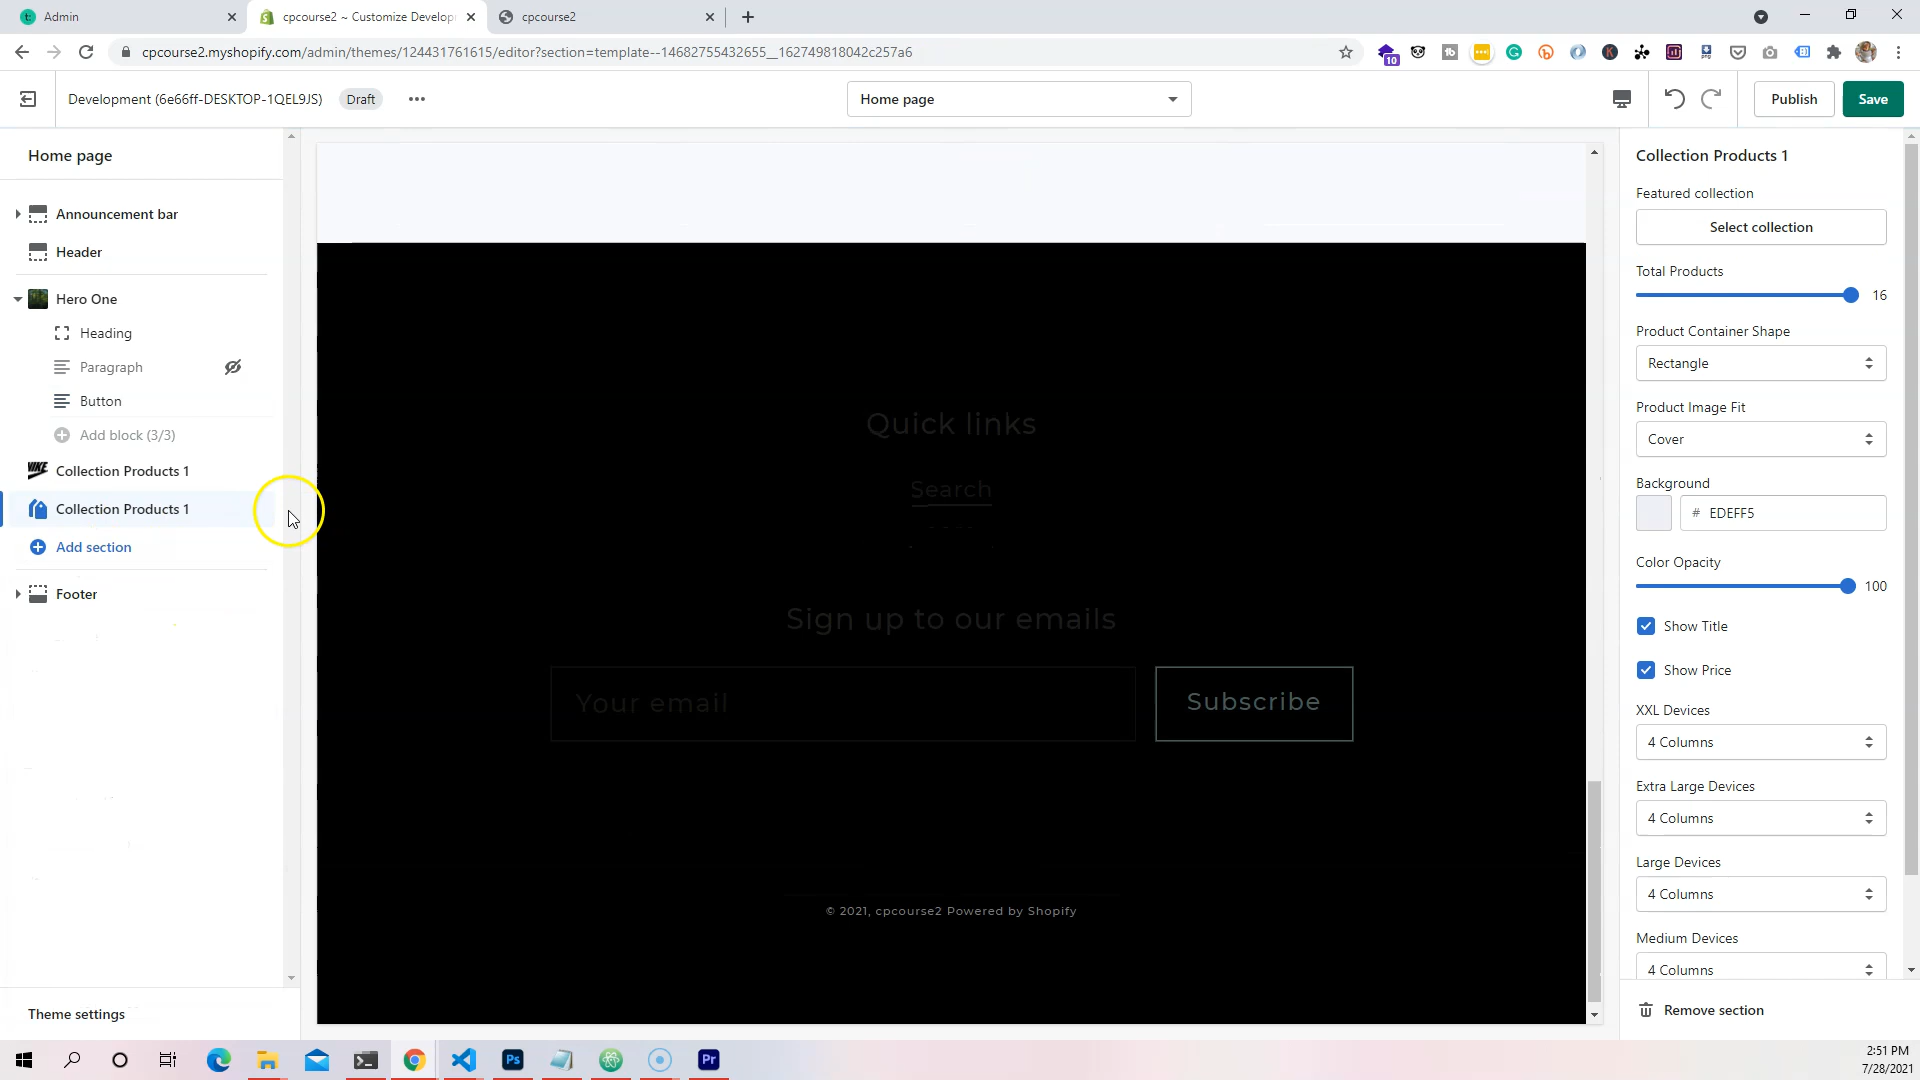 Admin
cpcourse2 ~ Customize Develop
cpcourse2
cpcourse2.myshopify.com/admin/themes/124431761615/editor?section=template--14682755432655__162749818042c257a6
10
Development (6e66ff-DESKTOP-1QEL9JS)
Draft
Home page
Publish
Save
Home page
Announcement bar
Header
Hero One
Heading
Paragraph
Button
Add block (3/3)
Collection Products 1
Collection Products 1
Add section
Footer
Theme settings
Quick links
Search
Sign up to our emails
Your email
Subscribe
© 2021, cpcourse2 Powered by Shopify
Collection Products 1
Featured collection
Select collection
Total Products
16
Product Container Shape
Rectangle
Product Image Fit
Cover
Background
# EDEFF5
Color Opacity
100
Show Title
Show Price
XXL Devices
4 Columns
Extra Large Devices
4 Columns
Large Devices
4 Columns
Medium Devices
4 Columns
Remove section
Ps
Pr
2:51 PM
7/28/2021